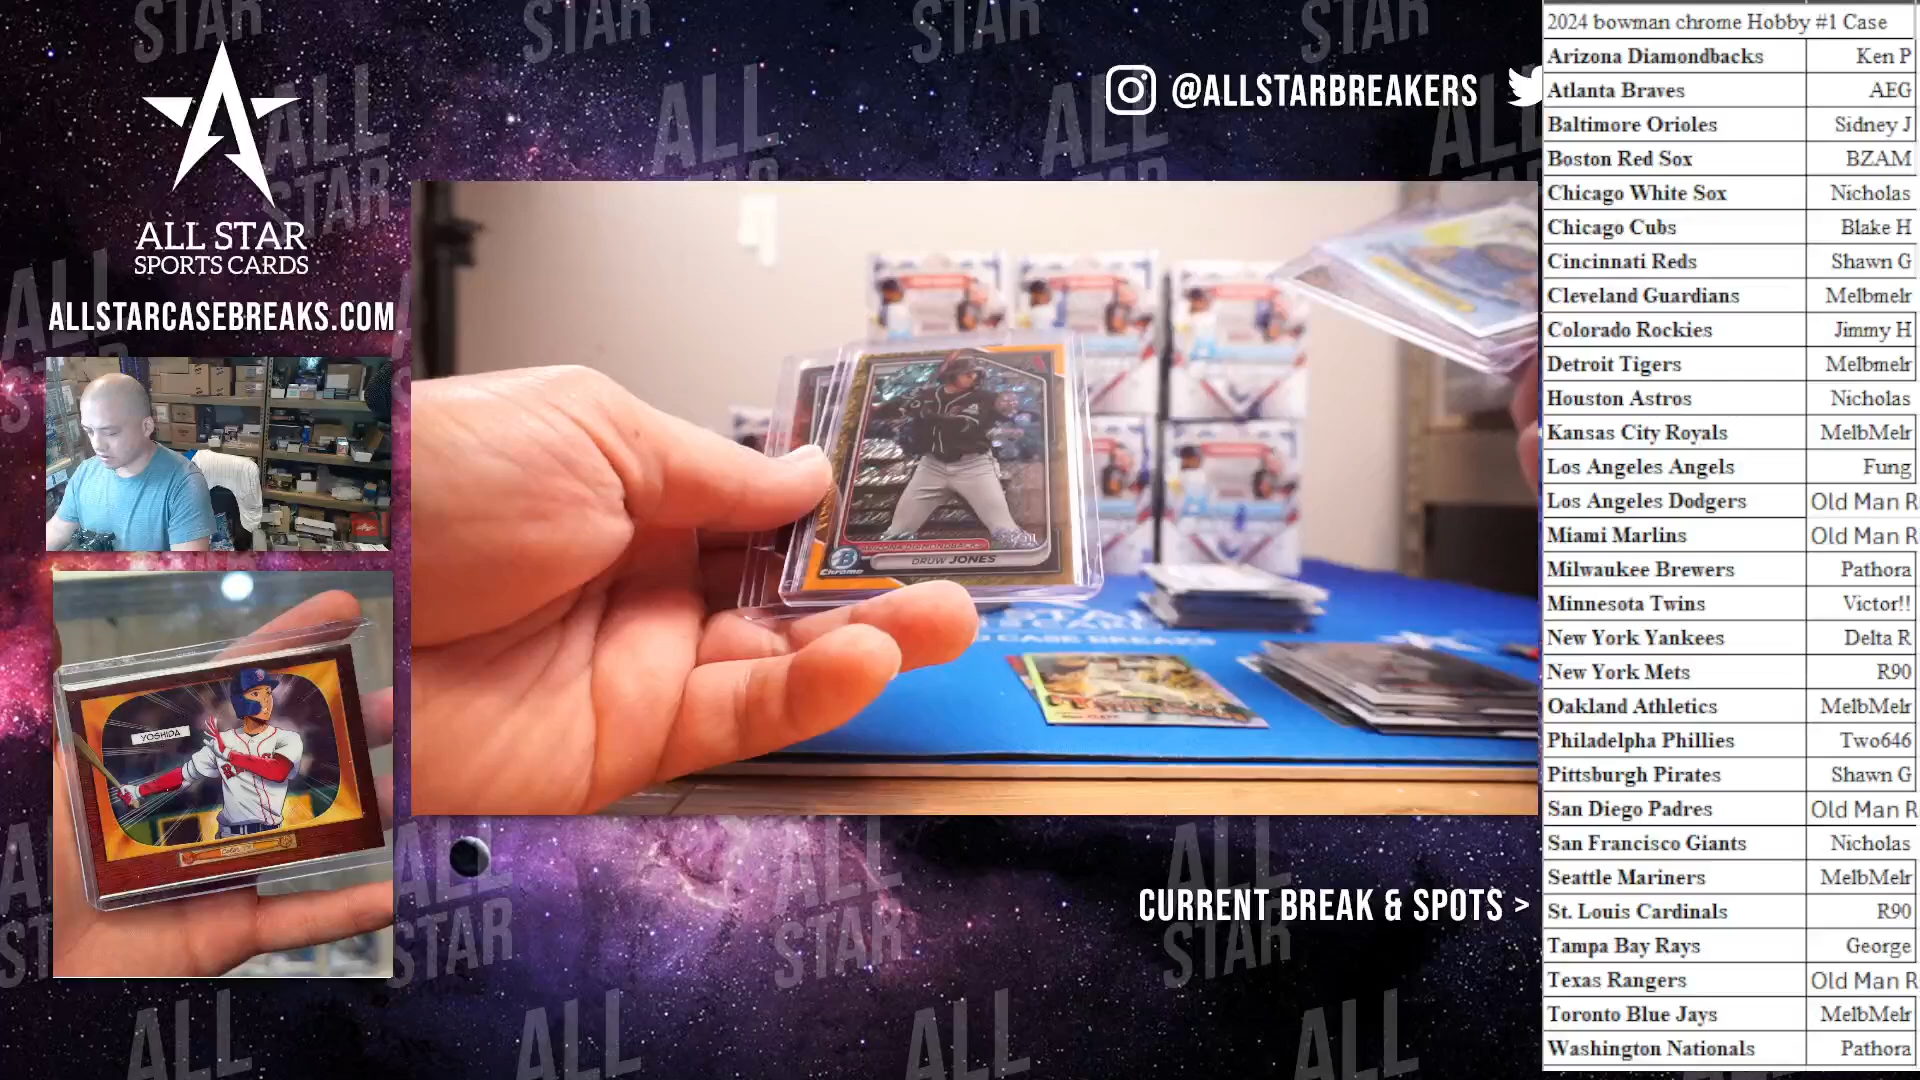 ALL STAR
SPORTS CARDS
ALLSTARCASEBREAKS.COM
@ALLSTARBREAKERS
YOSHIDA
ARIZONA DIAMONDBACKS
DRUW JONES
Chrome
CASE BREAKS
CURRENT BREAK & SPOTS >
2024 bowman chrome Hobby #1 Case
Arizona Diamondbacks Ken P
Atlanta Braves AEG
Baltimore Orioles Sidney J
Boston Red Sox BZAM
Chicago White Sox Nicholas
Chicago Cubs Blake H
Cincinnati Reds Shawn G
Cleveland Guardians Melbmelr
Colorado Rockies Jimmy H
Detroit Tigers Melbmelr
Houston Astros Nicholas
Kansas City Royals MelbMelr
Los Angeles Angels Fung
Los Angeles Dodgers Old Man R
Miami Marlins Old Man R
Milwaukee Brewers Pathora
Minnesota Twins Victor!!
New York Yankees Delta R
New York Mets R90
Oakland Athletics MelbMelr
Philadelpha Phillies Two646
Pittsburgh Pirates Shawn G
San Diego Padres Old Man R
San Francisco Giants Nicholas
Seattle Mariners MelbMelr
St. Louis Cardinals R90
Tampa Bay Rays George
Texas Rangers Old Man R
Toronto Blue Jays MelbMelr
Washington Nationals Pathora